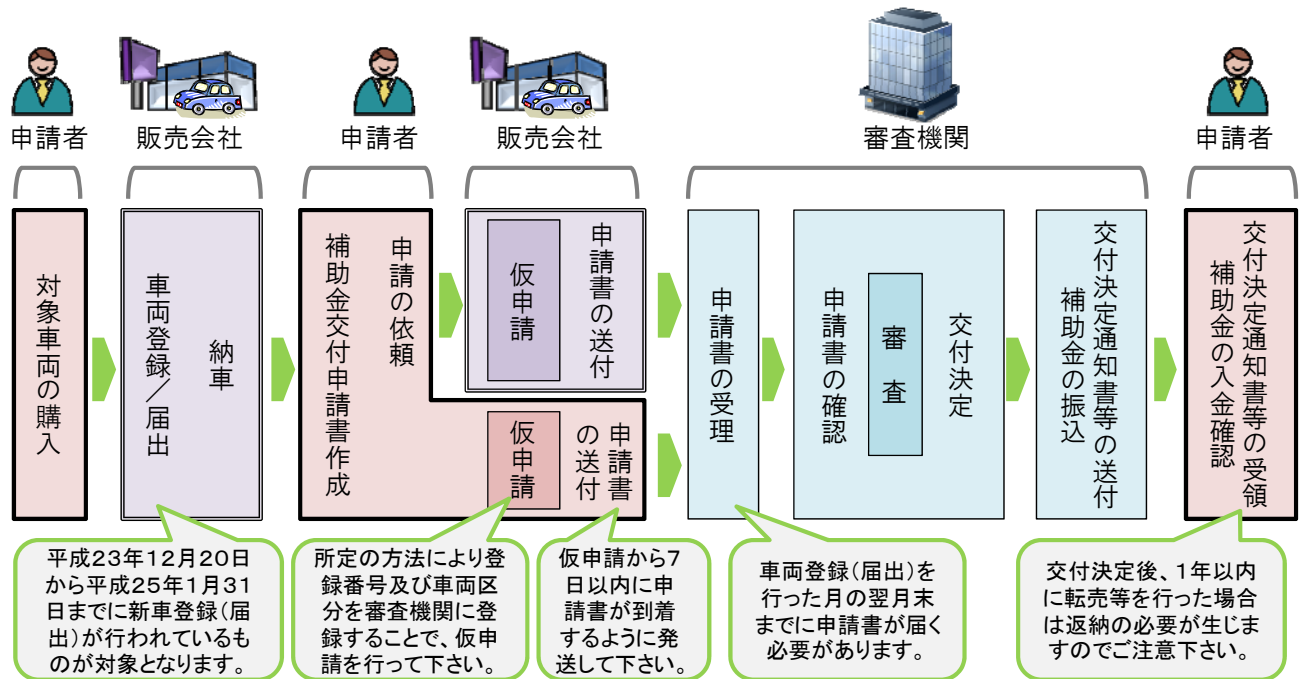 申請者
販売会社
申請者
販売会社
審査機関
申請者
対象車両の購入
車両登録／届出
納車
補助金交付申請書作成
申請の依頼
仮申請
申請書の送付
仮申請
申請書
の送付
申請書の受理
申請書の確認
審査
交付決定
交付決定通知書等の送付
補助金の振込
交付決定通知書等の受領
補助金の入金確認
平成23年12月20日
から平成25年1月31
日までに新車登録（届
出）が行われているも
のが対象となります。
所定の方法により登
録番号及び車両区
分を審査機関に登
録することで、仮申
請を行って下さい。
仮申請から7
日以内に申
請書が到着
するように発
送して下さい。
車両登録（届出）を
行った月の翌月末
までに申請書が届く
必要があります。
交付決定後、1年以内
に転売等を行った場合
は返納の必要が生じま
すのでご注意下さい。